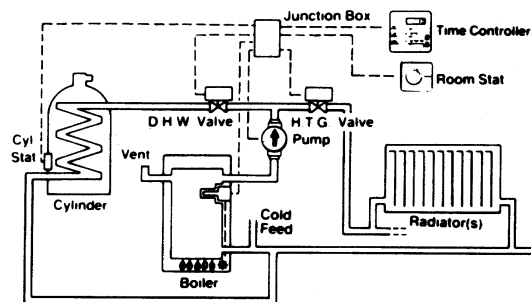 Junction Box
Time Controller
Room Stat
D H W Valve
H T G Valve
Cyl
Stat
Vent
Pump
Cylinder
Cold
Feed
Radiator(s)
Boiler